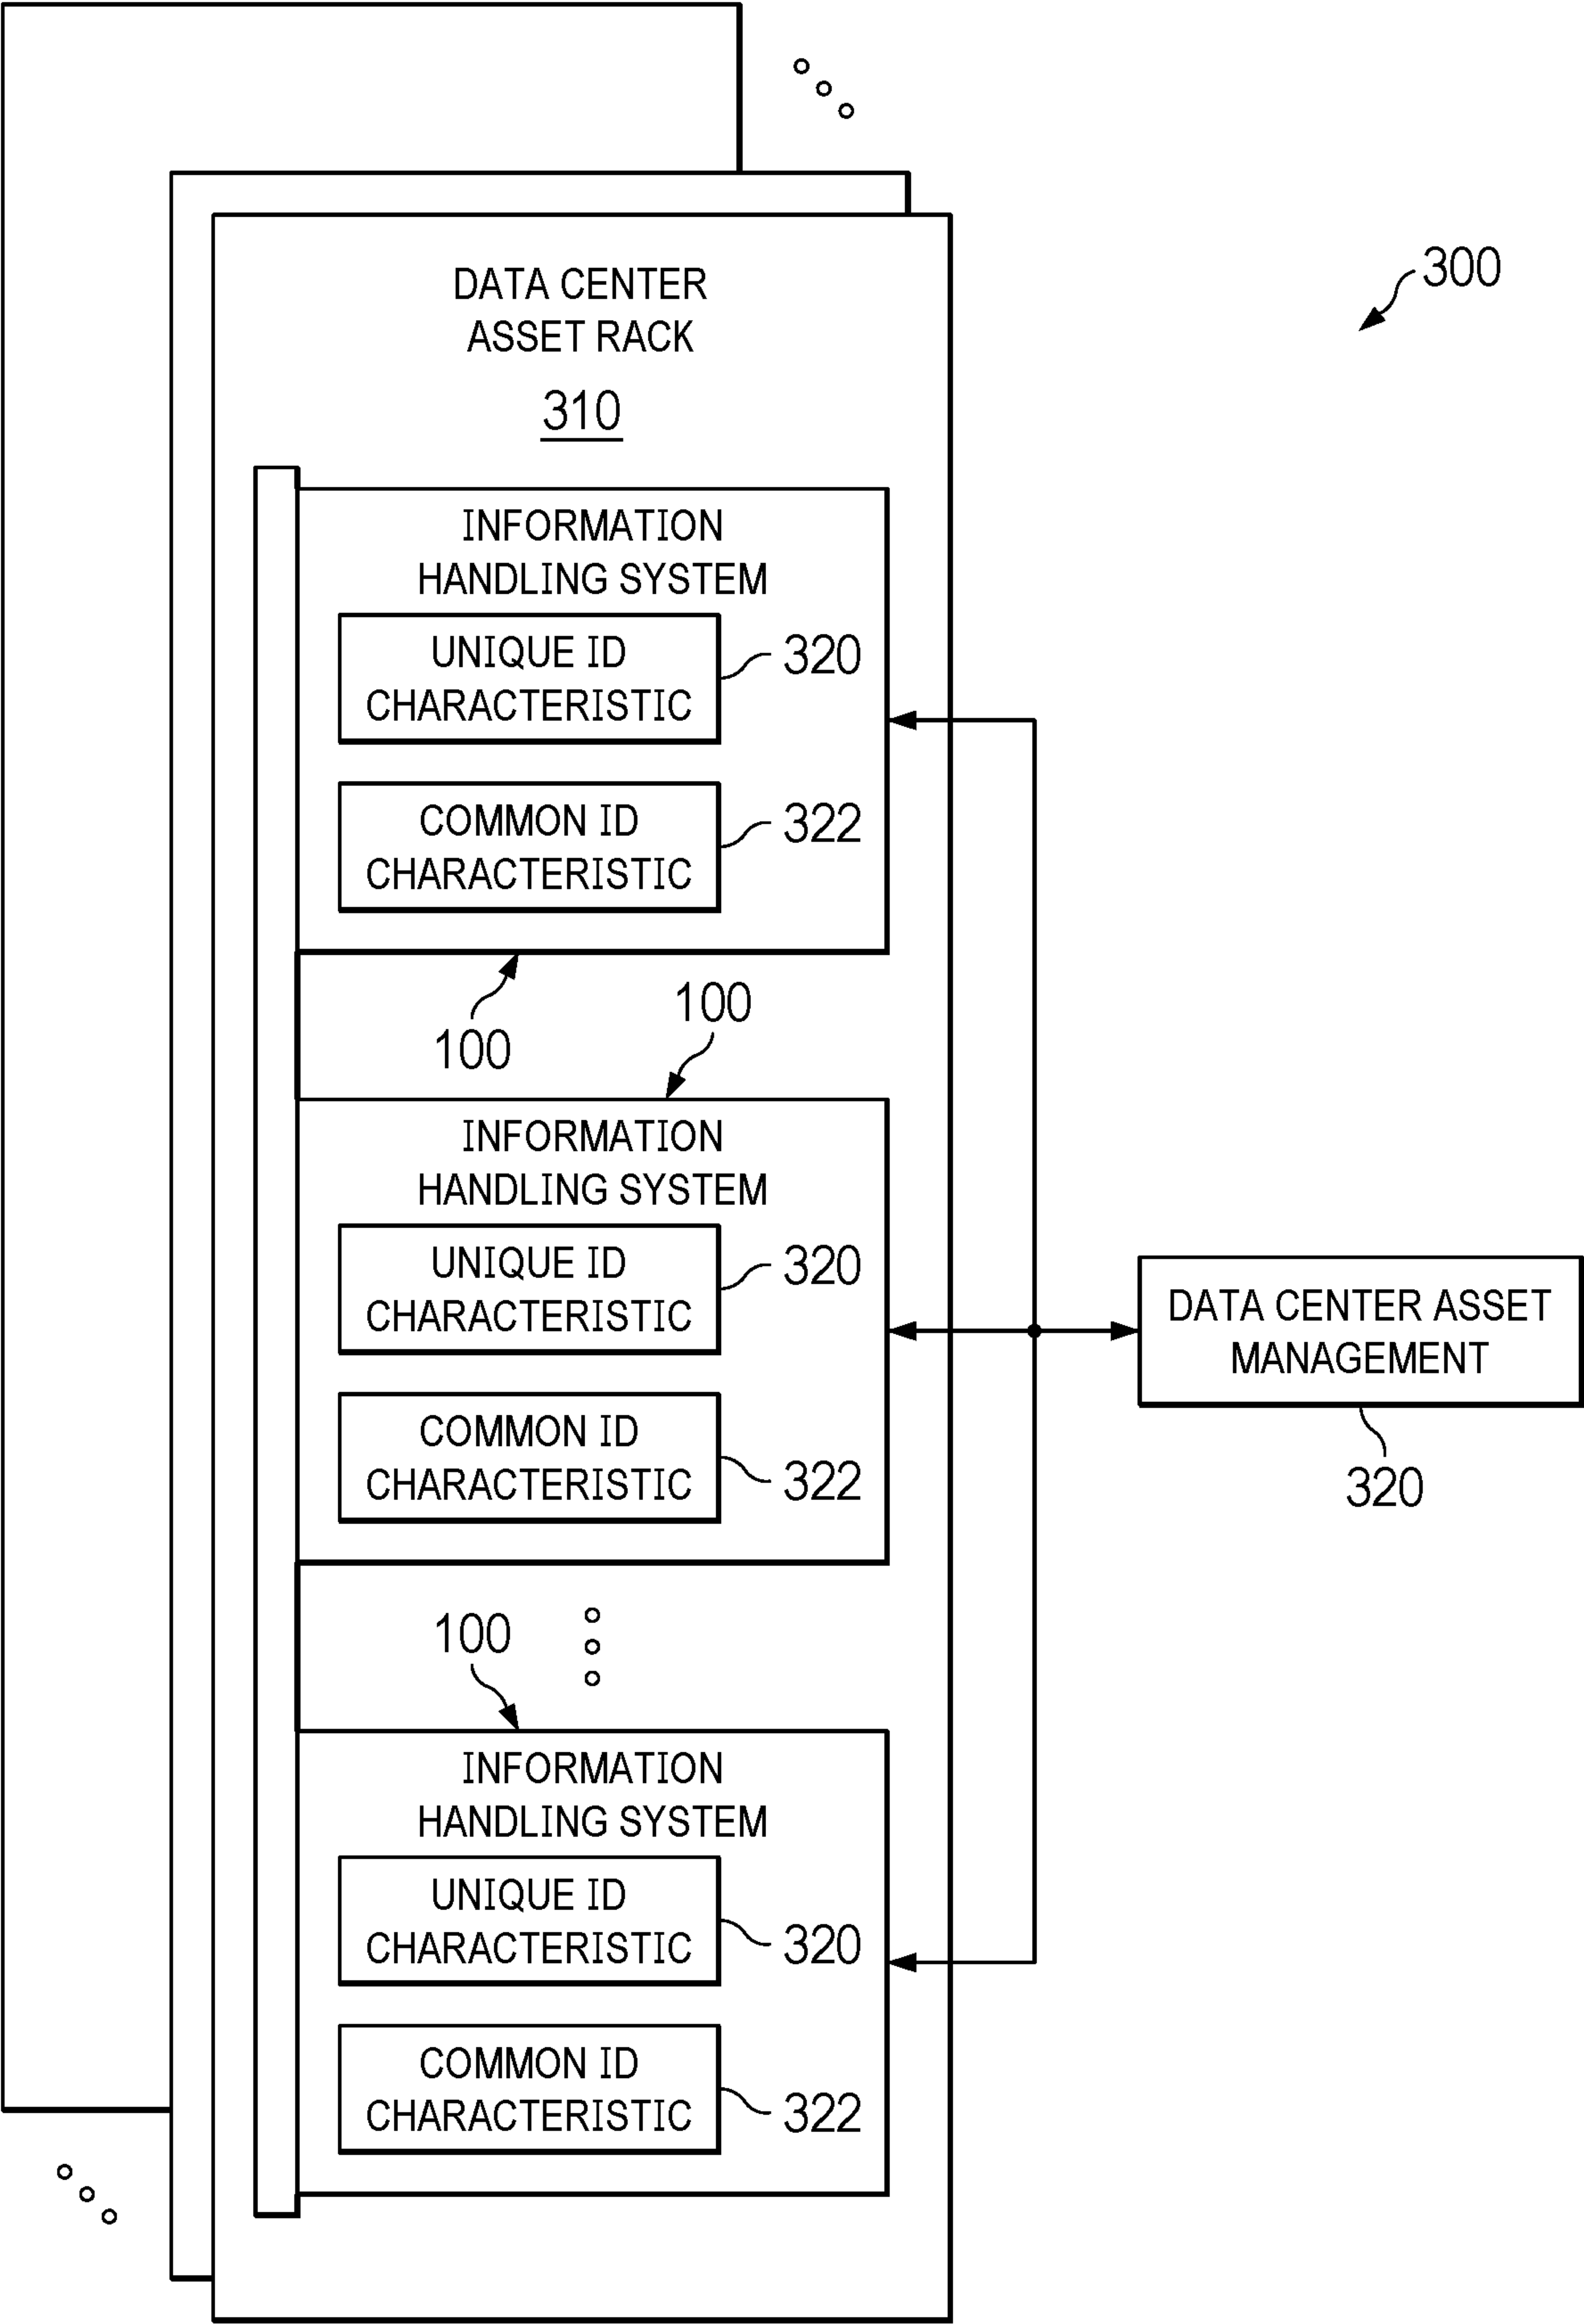 300
DATA CENTER
ASSET RACK
310
INFORMATION
HANDLING SYSTEM
UNIQUE ID
CHARACTERISTIC
320
COMMON ID
CHARACTERISTIC
322
100
100
INFORMATION
HANDLING SYSTEM
UNIQUE ID
CHARACTERISTIC
320
COMMON ID
CHARACTERISTIC
322
DATA CENTER ASSET
MANAGEMENT
320
100
INFORMATION
HANDLING SYSTEM
UNIQUE ID
CHARACTERISTIC
320
COMMON ID
CHARACTERISTIC
322